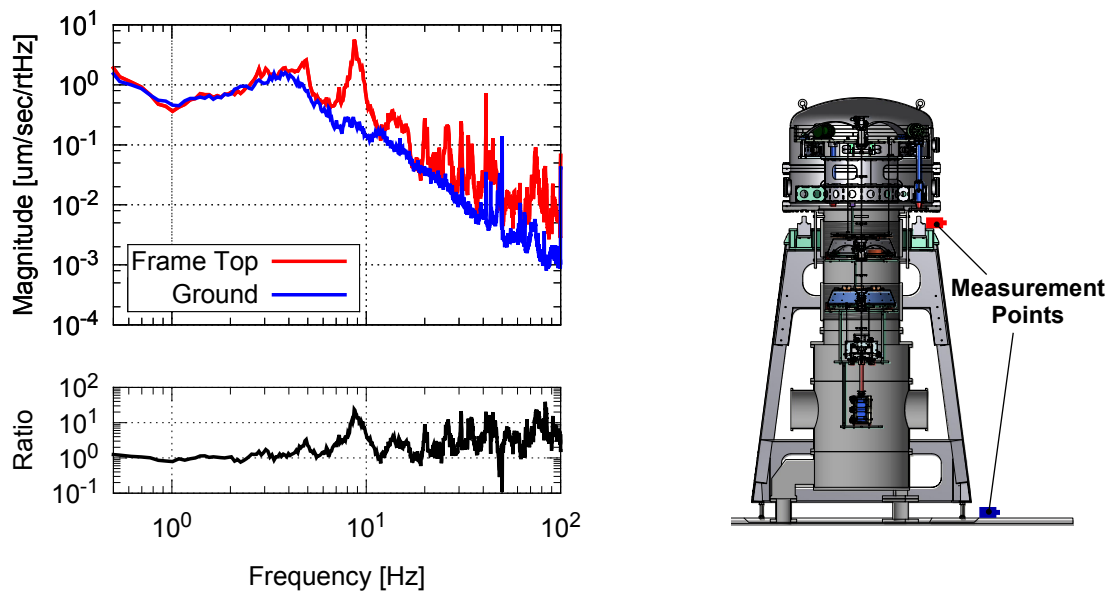 10^1
10^0
10^-1
10^-2
10^-3
10^-4
Magnitude [um/sec/rtHz]
Frame Top
Ground
10^2
10^1
10^0
10^-1
Ratio
10^0
10^1
10^2
Frequency [Hz]
Measurement
Points